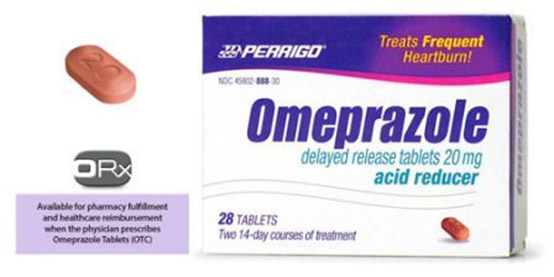 20
ORx
Available for pharmacy fulfillment
and healthcare reimbursement
when the physician prescribes
Omeprazole Tablets (OTC)
PERRIGO®
NDC 45802-888-30
Treats Frequent
Heartburn!
Omeprazole
delayed release tablets 20 mg
acid reducer
28 TABLETS
Two 14-day courses of treatment